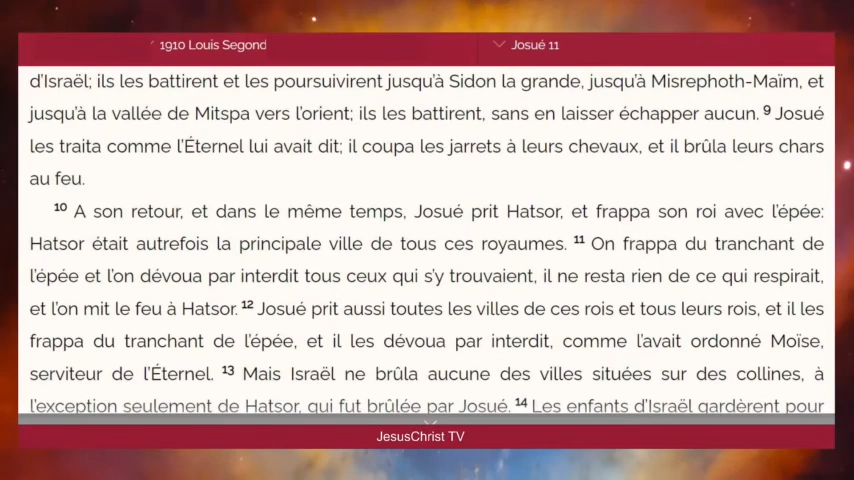 1910 Louis Segond
Josué 11
d'Israël; ils les battirent et les poursuivirent jusqu'à Sidon la grande, jusqu'à Misrephoth-Maïm, et
jusqu'à la vallée de Mitspa vers l'orient; ils les battirent, sans en laisser échapper aucun. 9 Josué
les traita comme l'Éternel lui avait dit; il coupa les jarrets à leurs chevaux, et il brûla leurs chars
au feu.
10 A son retour, et dans le même temps, Josué prit Hatsor, et frappa son roi avec l'épée:
Hatsor était autrefois la principale ville de tous ces royaumes. 11 On frappa du tranchant de
l'épée et l'on dévoua par interdit tous ceux qui s'y trouvaient, il ne resta rien de ce qui respirait,
et l'on mit le feu à Hatsor. 12 Josué prit aussi toutes les villes de ces rois et tous leurs rois, et il les
frappa du tranchant de l'épée, et il les dévoua par interdit, comme l'avait ordonné Moïse,
serviteur de l'Éternel. 13 Mais Israël ne brûla aucune des villes situées sur des collines, à
l'exception seulement de Hatsor, qui fut brûlée par Josué. 14 Les enfants d'Israël gardèrent pour
JesusChrist TV